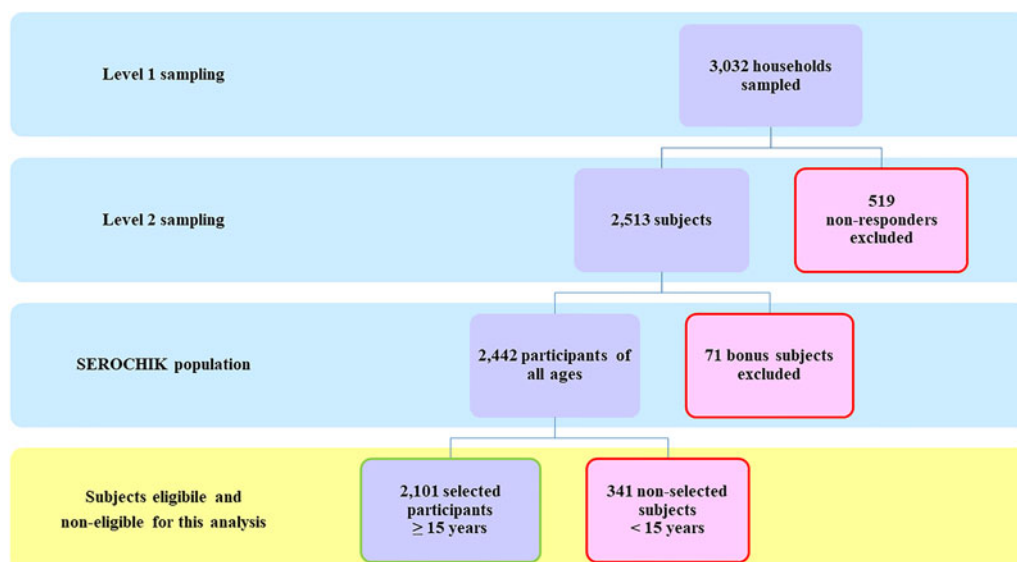 Level 1 sampling
3,032 households
sampled
Level 2 sampling
2,513 subjects
519
non-responders
excluded
SEROCHIK population
2,442 participants of
all ages
71 bonus subjects
excluded
Subjects eligibile and
non-eligible for this analysis
2,101 selected
participants
≥ 15 years
341 non-selected
subjects
< 15 years